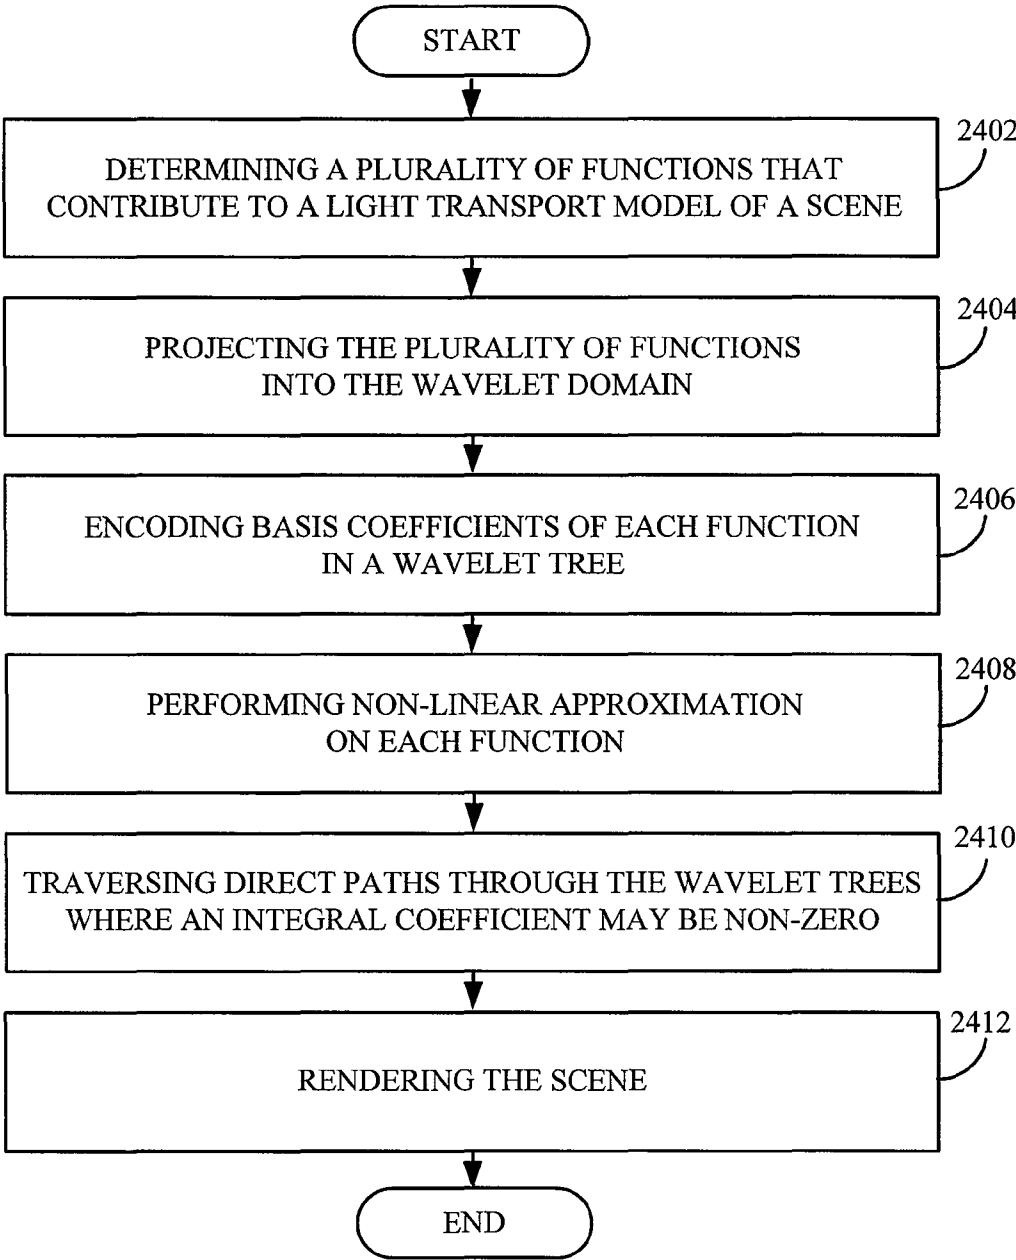 START
2402
DETERMINING A PLURALITY OF FUNCTIONS THAT
CONTRIBUTE TO A LIGHT TRANSPORT MODEL OF A SCENE
2404
PROJECTING THE PLURALITY OF FUNCTIONS
INTO THE WAVELET DOMAIN
2406
ENCODING BASIS COEFFICIENTS OF EACH FUNCTION
IN A WAVELET TREE
2408
PERFORMING NON-LINEAR APPROXIMATION
ON EACH FUNCTION
2410
TRAVERSING DIRECT PATHS THROUGH THE WAVELET TREES
WHERE AN INTEGRAL COEFFICIENT MAY BE NON-ZERO
2412
RENDERING THE SCENE
END